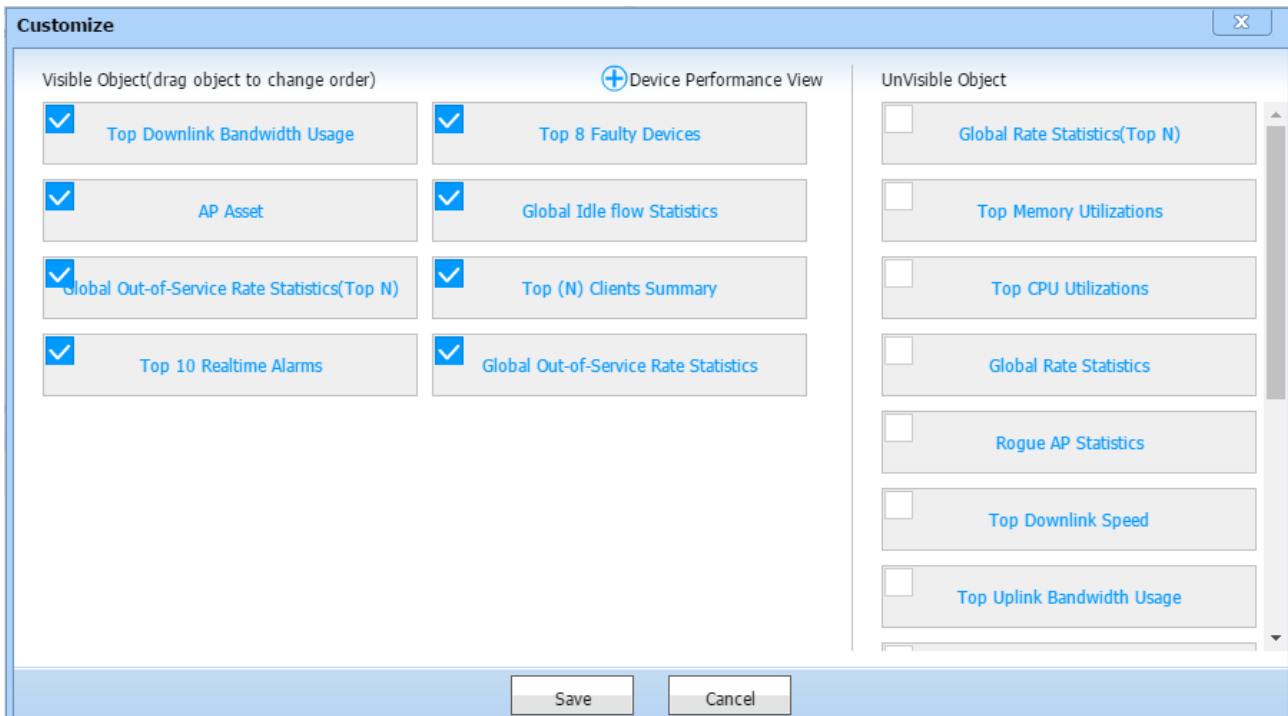 Customize
X
Visible Object(drag object to change order)
Device Performance View
UnVisible Object
Top Downlink Bandwidth Usage
Top 8 Faulty Devices
Global Rate Statistics(Top N)
AP Asset
Global Idle flow Statistics
Top Memory Utilizations
Global Out-of-Service Rate Statistics(Top N)
Top (N) Clients Summary
Top CPU Utilizations
Top 10 Realtime Alarms
Global Out-of-Service Rate Statistics
Global Rate Statistics
Rogue AP Statistics
Top Downlink Speed
Top Uplink Bandwidth Usage
Save
Cancel